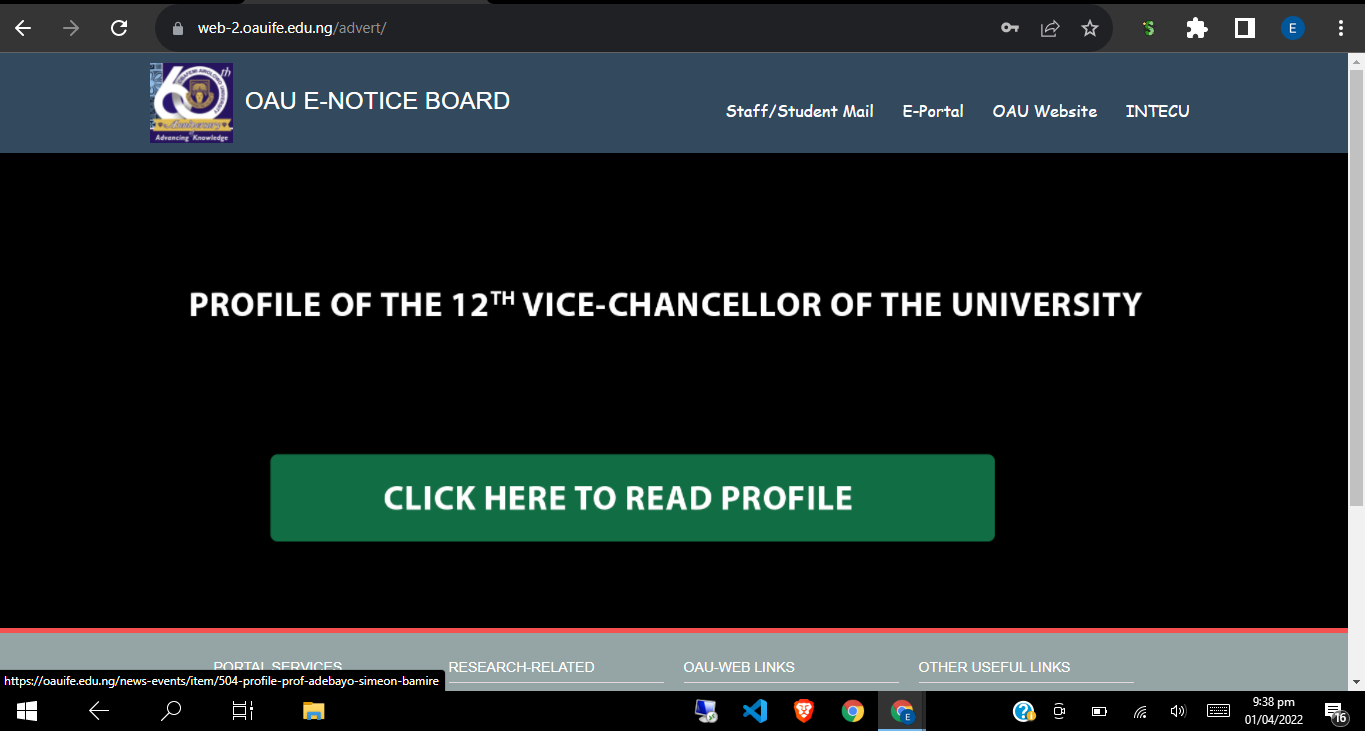 web-2.oauife.edu.ng/advert/
E
60th
Anniversary
Advancing Knowledge
OAU E-NOTICE BOARD
Staff/Student Mail E-Portal OAU Website INTECU
PROFILE OF THE 12TH VICE-CHANCELLOR OF THE UNIVERSITY
CLICK HERE TO READ PROFILE
PORTAL SERVICES RESEARCH-RELATED OAU-WEB LINKS OTHER USEFUL LINKS
https://oauife.edu.ng/news-events/item/504-profile-prof-adebayo-simeon-bamire
E
9:38 pm
01/04/2022
16